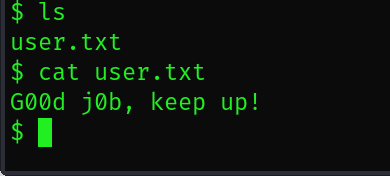 $ ls
user.txt
$ cat user.txt
G00d j0b, keep up!
$